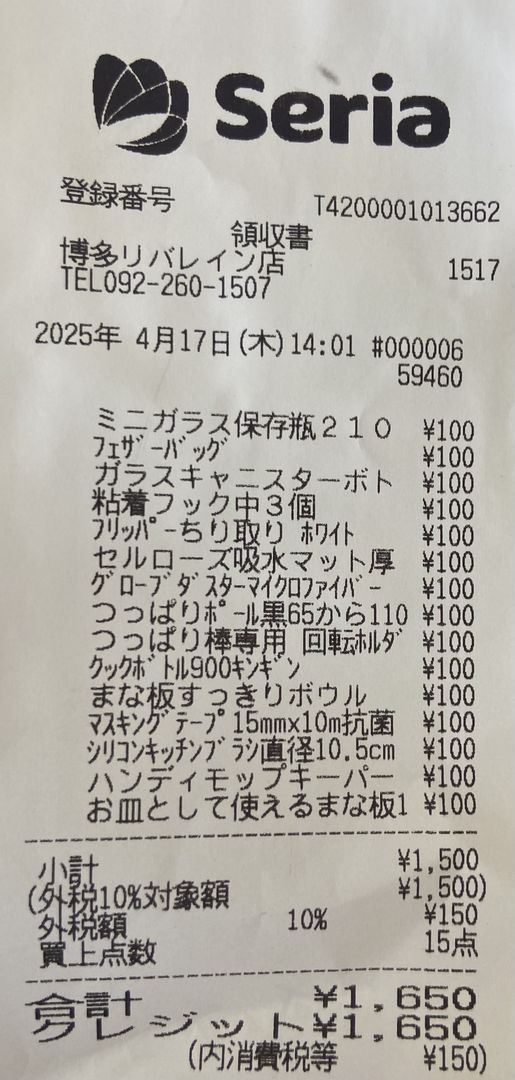 Seria
登録番号 T4200001013662
領収書
博多リバレイン店 1517
TEL092-260-1507
2025年 4月17日(木)14:01 #000006
59460
ミニガラス保存瓶210 ¥100
フェザーバッグ ¥100
ガラスキャニスターボト ¥100
粘着フック中3個 ¥100
フリッパーちり取り ホワイト ¥100
セルローズ吸水マット厚 ¥100
グローブダスターマイクロファイバー ¥100
つっぱりポール黒65から110 ¥100
つっぱり棒専用 回転ホルダ ¥100
クックボトル900キンギン ¥100
まな板すっきりボウル ¥100
マスキングテープ15mmx10m抗菌 ¥100
シリコンキッチンブラシ直径10.5cm ¥100
ハンディモップキーパー ¥100
お皿として使えるまな板1 ¥100
小計 ¥1,500
(外税10%対象額 ¥1,500)
外税額 10% ¥150
買上点数 15点
合計 ¥1,650
クレジット¥1,650
(内消費税等 ¥150)